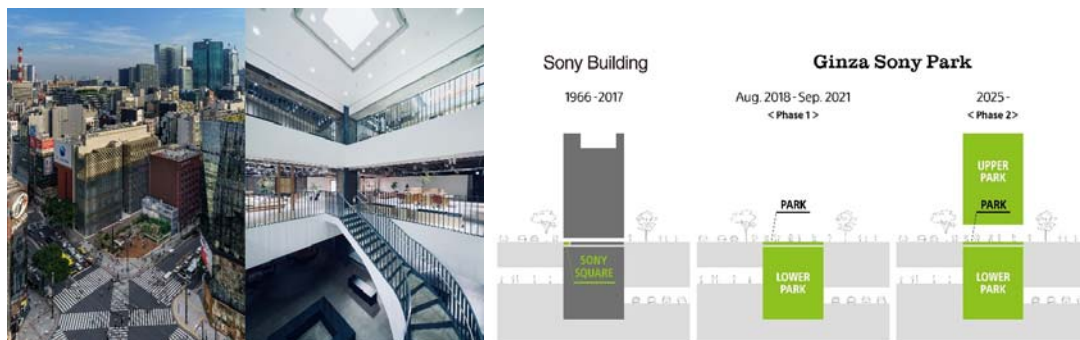 Sony Building
1966-2017
SONY
SQUARE
Ginza Sony Park
Aug. 2018 - Sep. 2021
< Phase 1 >
PARK
LOWER
PARK
2025 -
< Phase 2 >
UPPER
PARK
PARK
LOWER
PARK